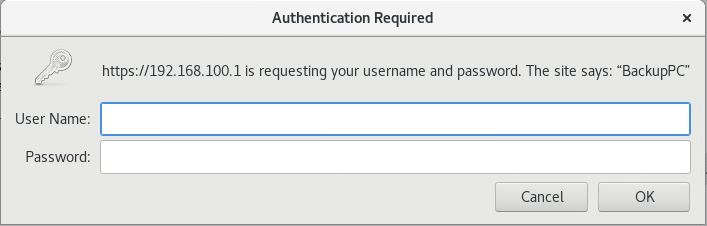 Authentication Required
https://192.168.100.1 is requesting your username and password. The site says: “BackupPC”
User Name:
Password:
Cancel
OK